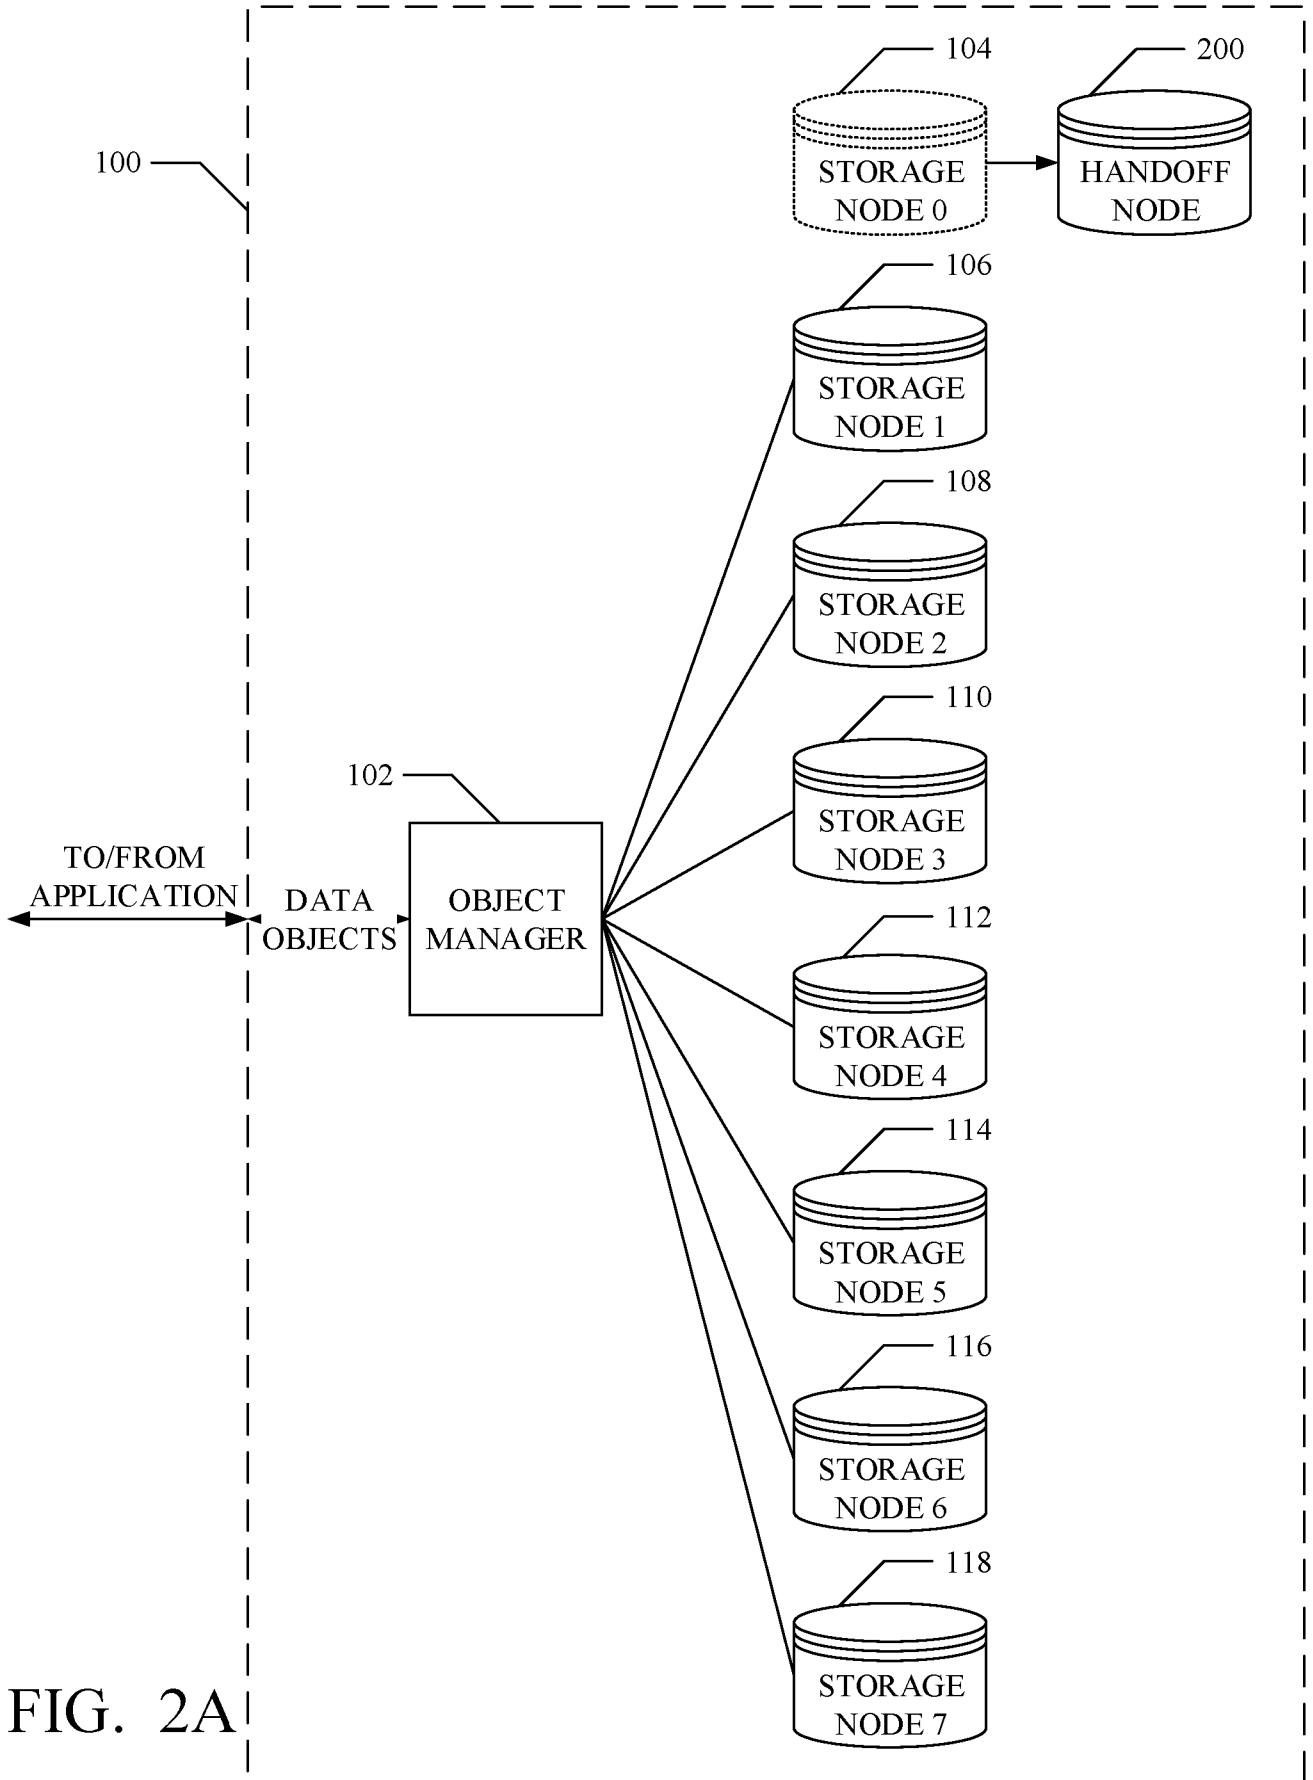 104
200
100
STORAGE
NODE 0
HANDOFF
NODE
106
STORAGE
NODE 1
108
STORAGE
NODE 2
110
STORAGE
NODE 3
102
TO/FROM
APPLICATION
DATA
OBJECTS
OBJECT
MANAGER
112
STORAGE
NODE 4
114
STORAGE
NODE 5
116
STORAGE
NODE 6
118
STORAGE
NODE 7
FIG. 2A